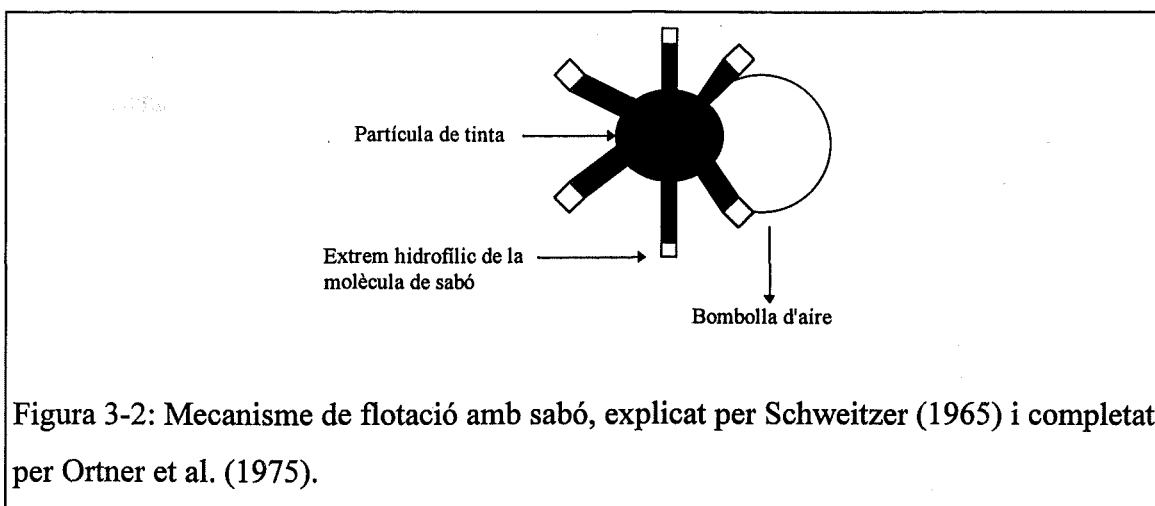 Partícula de tinta
Extrem hidrofílic de la
molècula de sabó
Bombolla d'aire
Figura 3-2: Mecanisme de flotació amb sabó, explicat per Schweitzer (1965) i completat
per Ortner et al. (1975).